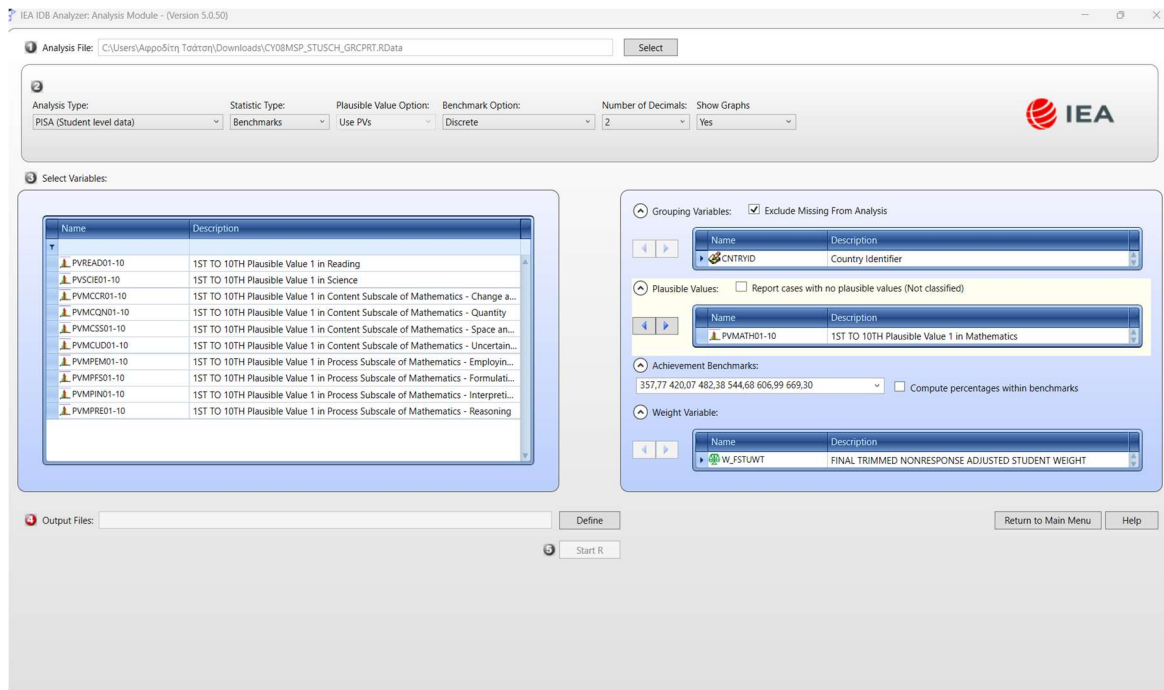 IEA IDB Analyzer: Analysis Module - (Version 5.0.50)
1 Analysis File: C:\Users\Αφροδίτη Τσάτση\Downloads\CY08MSP_STUSCH_GRCPRT.RData Select
2
Analysis Type: Statistic Type: Plausible Value Option: Benchmark Option: Number of Decimals: Show Graphs
PISA (Student level data) Benchmarks Use PVs Discrete 2 Yes
IEA
3 Select Variables:
Name Description
PVREAD01-10 1ST TO 10TH Plausible Value 1 in Reading
PVSCIE01-10 1ST TO 10TH Plausible Value 1 in Science
PVMCCR01-10 1ST TO 10TH Plausible Value 1 in Content Subscale of Mathematics - Change a...
PVMCQN01-10 1ST TO 10TH Plausible Value 1 in Content Subscale of Mathematics - Quantity
PVMCSS01-10 1ST TO 10TH Plausible Value 1 in Content Subscale of Mathematics - Space an...
PVMCUD01-10 1ST TO 10TH Plausible Value 1 in Content Subscale of Mathematics - Uncertain...
PVMPEM01-10 1ST TO 10TH Plausible Value 1 in Process Subscale of Mathematics - Employin...
PVMPFS01-10 1ST TO 10TH Plausible Value 1 in Process Subscale of Mathematics - Formulati...
PVMPIN01-10 1ST TO 10TH Plausible Value 1 in Process Subscale of Mathematics - Interpreti...
PVMPRE01-10 1ST TO 10TH Plausible Value 1 in Process Subscale of Mathematics - Reasoning
Grouping Variables: Exclude Missing From Analysis
Name Description
CNTRYID Country Identifier
Plausible Values: Report cases with no plausible values (Not classified)
Name Description
PVMATH01-10 1ST TO 10TH Plausible Value 1 in Mathematics
Achievement Benchmarks:
357,77 420,07 482,38 544,68 606,99 669,30 Compute percentages within benchmarks
Weight Variable:
Name Description
W_FSTUWT FINAL TRIMMED NONRESPONSE ADJUSTED STUDENT WEIGHT
4 Output Files: Define Return to Main Menu Help
5 Start R